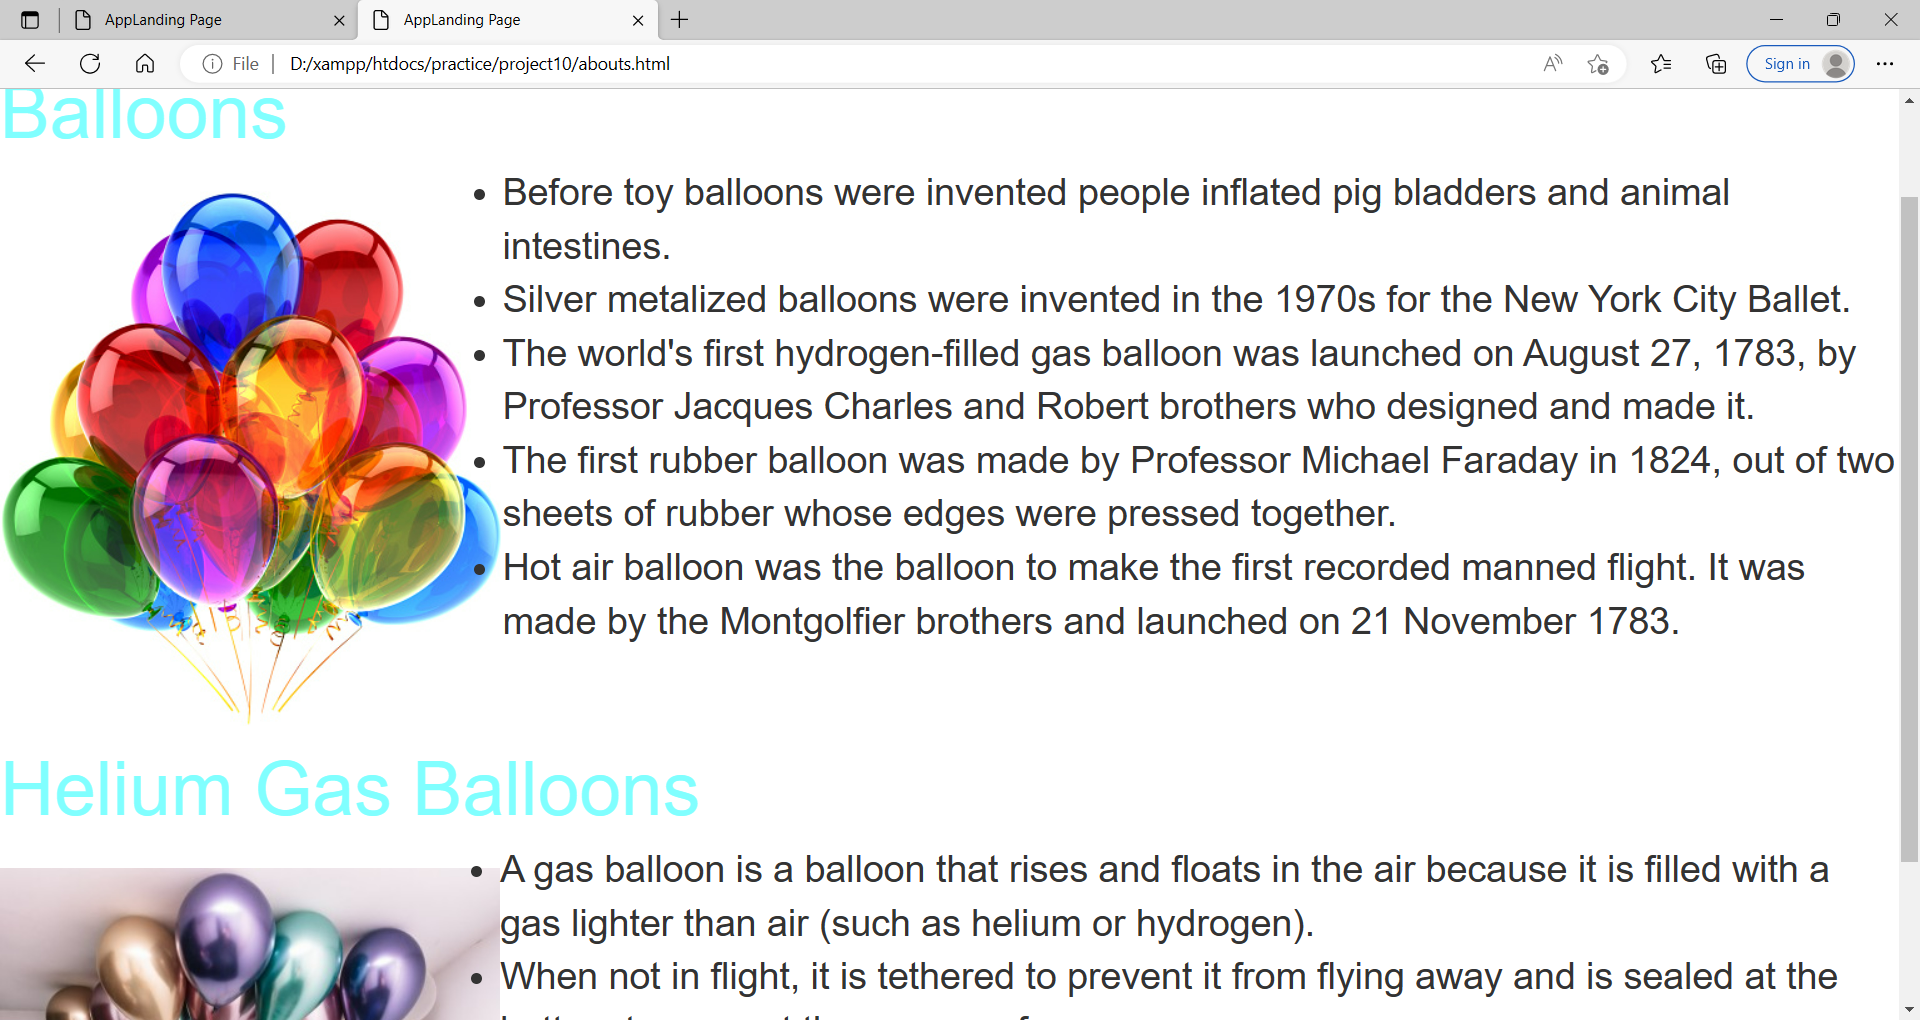 AppLanding Page
AppLanding Page
File
D:/xampp/htdocs/practice/project10/abouts.html
Sign in
Balloons
Before toy balloons were invented people inflated pig bladders and animal
intestines.
Silver metalized balloons were invented in the 1970s for the New York City Ballet.
The world's first hydrogen-filled gas balloon was launched on August 27, 1783, by
Professor Jacques Charles and Robert brothers who designed and made it.
The first rubber balloon was made by Professor Michael Faraday in 1824, out of two
sheets of rubber whose edges were pressed together.
Hot air balloon was the balloon to make the first recorded manned flight. It was
made by the Montgolfier brothers and launched on 21 November 1783.
Helium Gas Balloons
A gas balloon is a balloon that rises and floats in the air because it is filled with a
gas lighter than air (such as helium or hydrogen).
When not in flight, it is tethered to prevent it from flying away and is sealed at the